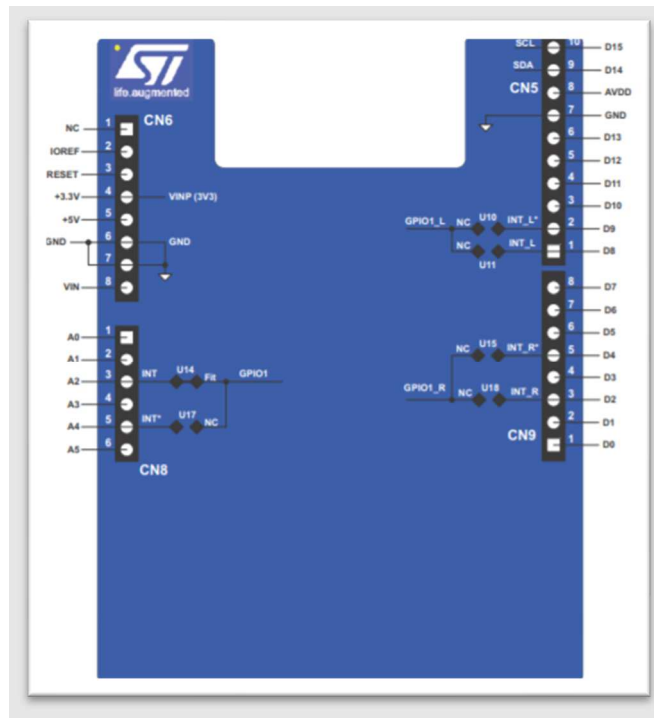 ST
life.augmented
SCL 10 D15
SDA 9 D14
CN5 8 AVDD
7 GND
6 D13
5 D12
4 D11
3 D10
GPIO1_L NC U10 INT_L* 2 D9
NC U11 INT_L 1 D8
CN6
NC 1
IOREF 2
RESET 3
+3.3V 4 VINP (3V3)
+5V 5
GND 6 GND
7
VIN 8
8 D7
7 D6
6 D5
NC U15 INT_R* 5 D4
4 D3
GPIO1_R NC U18 INT_R 3 D2
2 D1
CN9 1 D0
A0 1
A1 2
A2 3 INT U14 Fit GPIO1
A3 4
A4 5 INT* U17 NC
A5 6
CN8